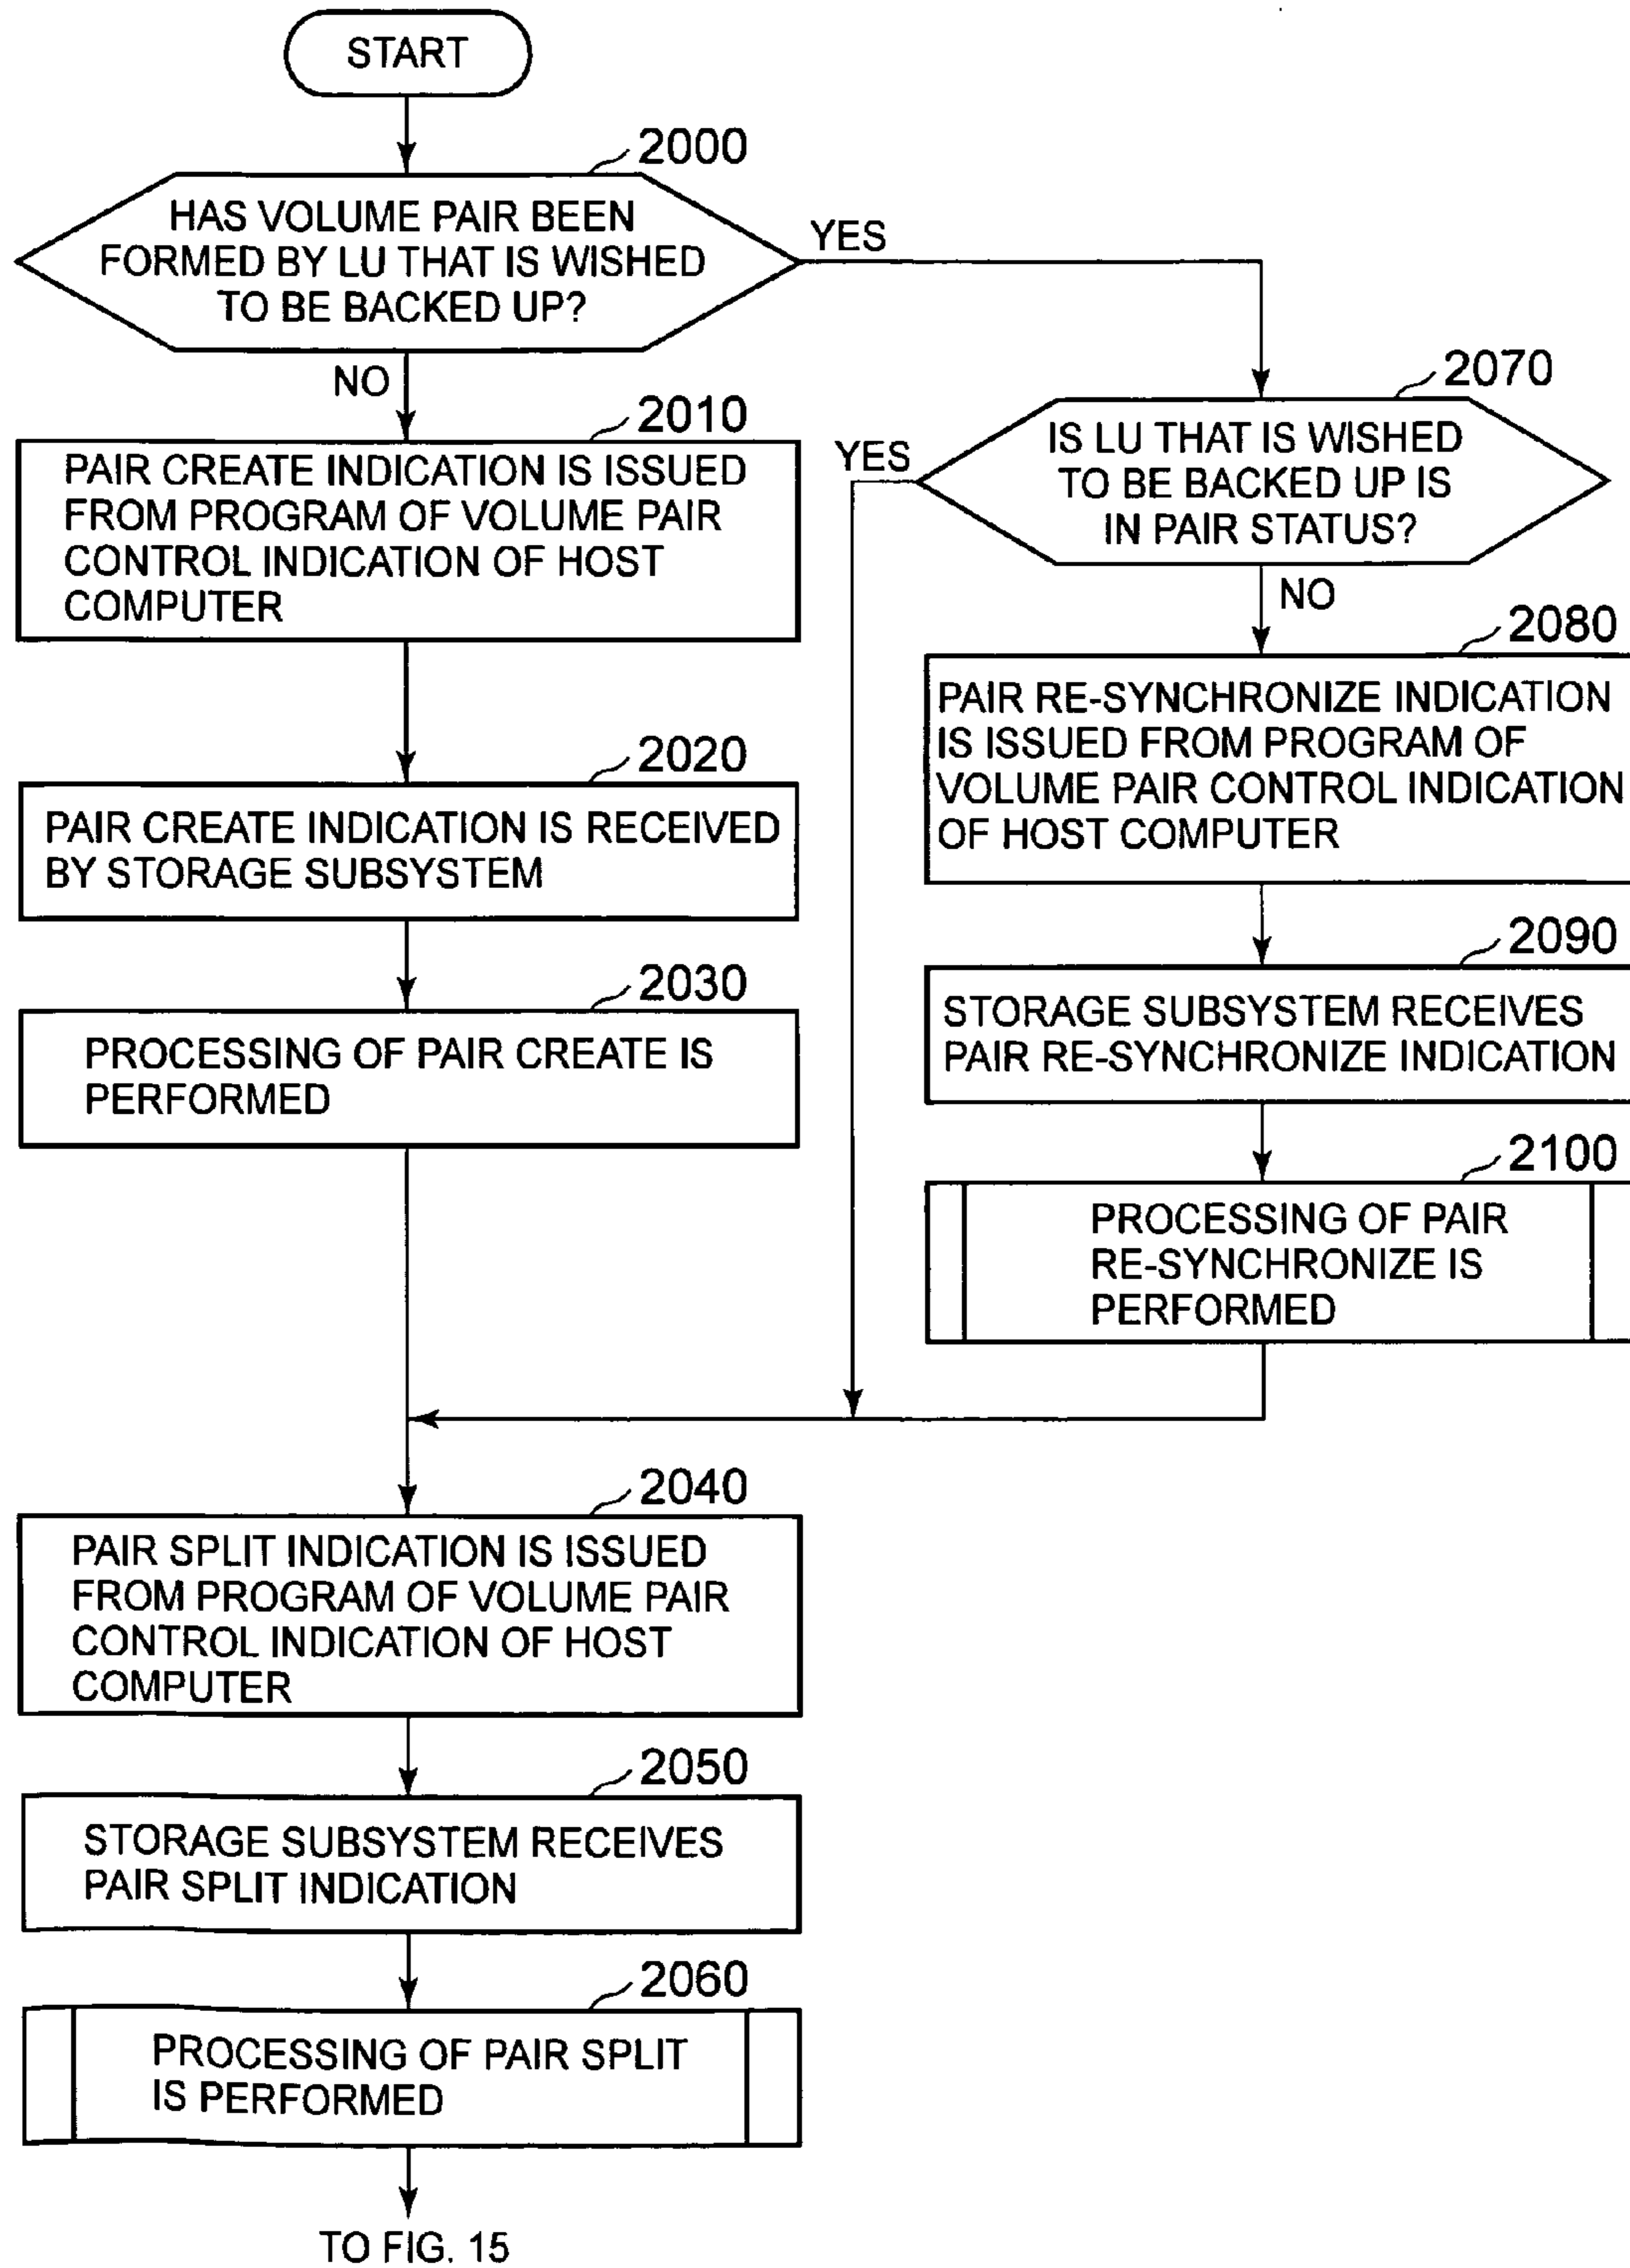 START
2000
HAS VOLUME PAIR BEEN
FORMED BY LU THAT IS WISHED
TO BE BACKED UP?
YES
NO
2010
PAIR CREATE INDICATION IS ISSUED
FROM PROGRAM OF VOLUME PAIR
CONTROL INDICATION OF HOST
COMPUTER
2020
PAIR CREATE INDICATION IS RECEIVED
BY STORAGE SUBSYSTEM
2030
PROCESSING OF PAIR CREATE IS
PERFORMED
2070
IS LU THAT IS WISHED
TO BE BACKED UP IS
IN PAIR STATUS?
YES
NO
2080
PAIR RE-SYNCHRONIZE INDICATION
IS ISSUED FROM PROGRAM OF
VOLUME PAIR CONTROL INDICATION
OF HOST COMPUTER
2090
STORAGE SUBSYSTEM RECEIVES
PAIR RE-SYNCHRONIZE INDICATION
2100
PROCESSING OF PAIR
RE-SYNCHRONIZE IS
PERFORMED
2040
PAIR SPLIT INDICATION IS ISSUED
FROM PROGRAM OF VOLUME PAIR
CONTROL INDICATION OF HOST
COMPUTER
2050
STORAGE SUBSYSTEM RECEIVES
PAIR SPLIT INDICATION
2060
PROCESSING OF PAIR SPLIT
IS PERFORMED
TO FIG. 15